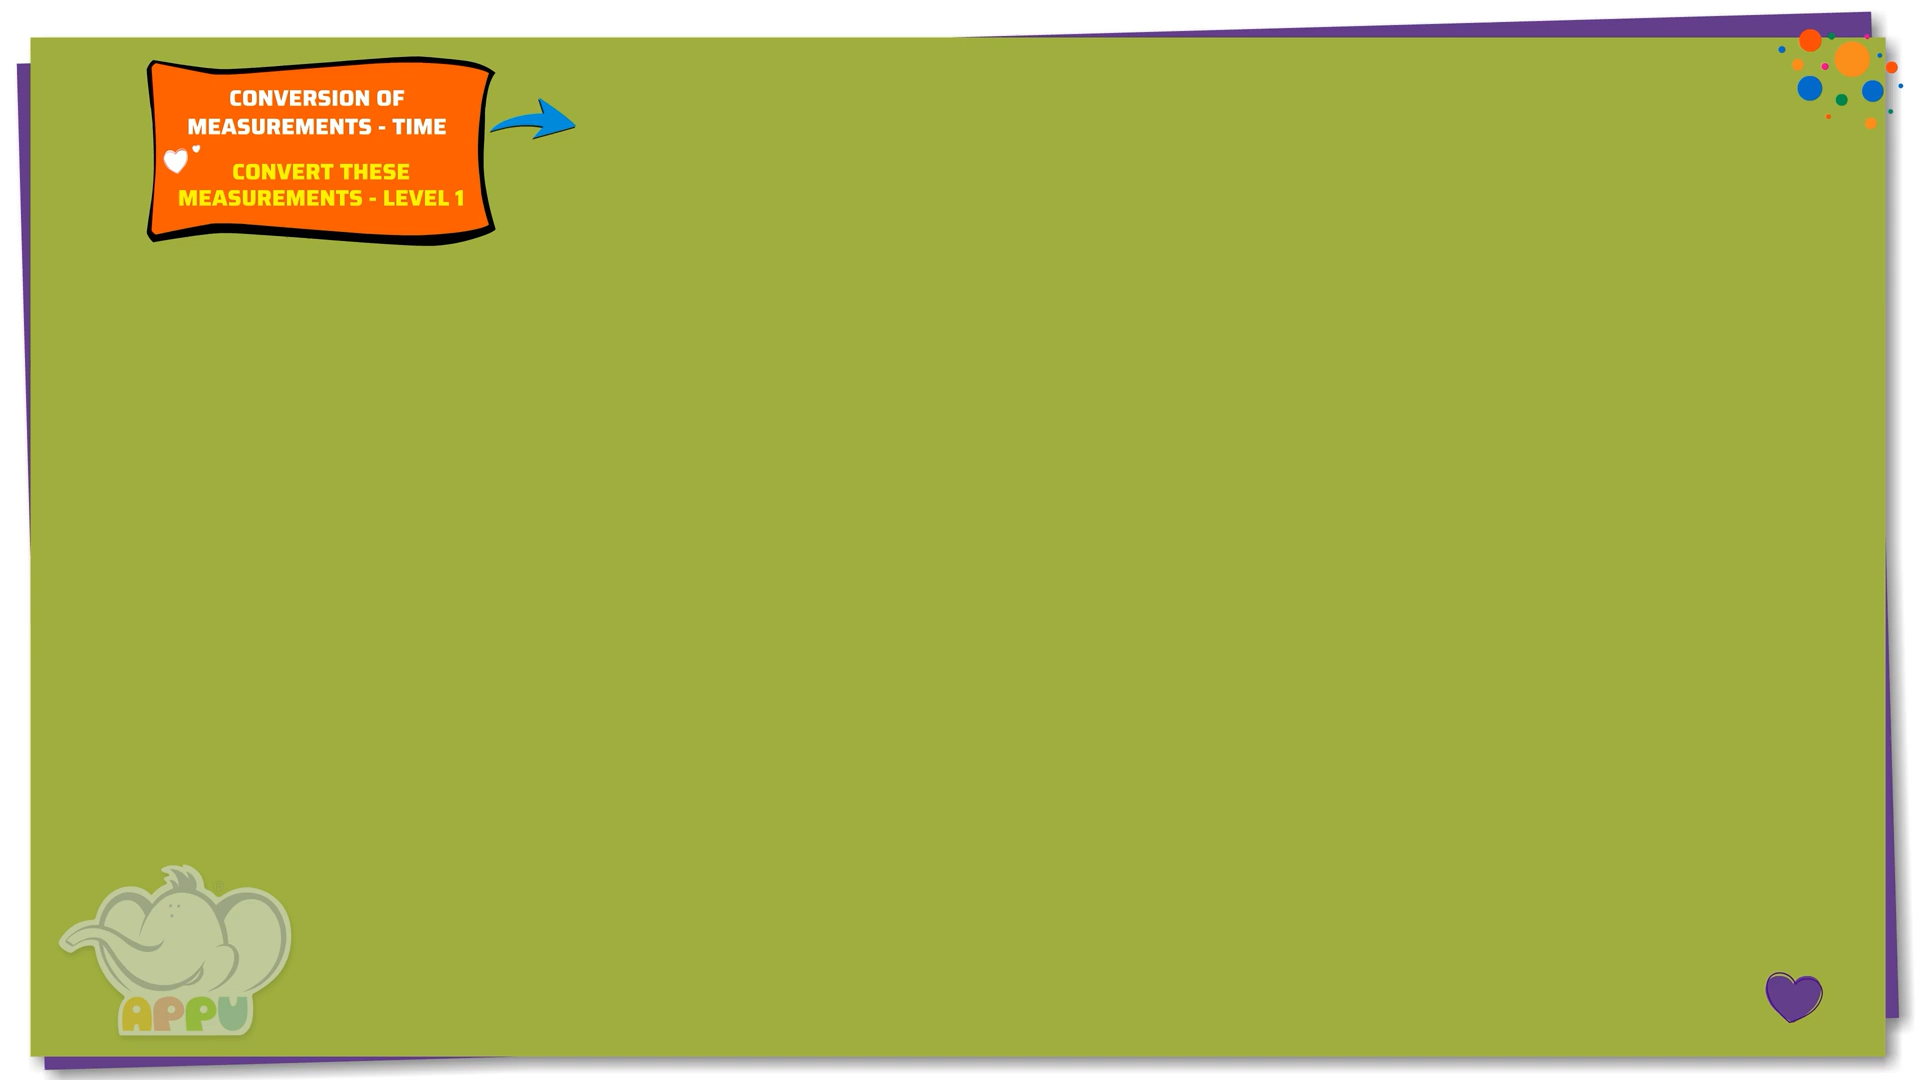 CONVERSION OF
MEASUREMENTS - TIME
CONVERT THESE
MEASUREMENTS - LEVEL 1
APPU